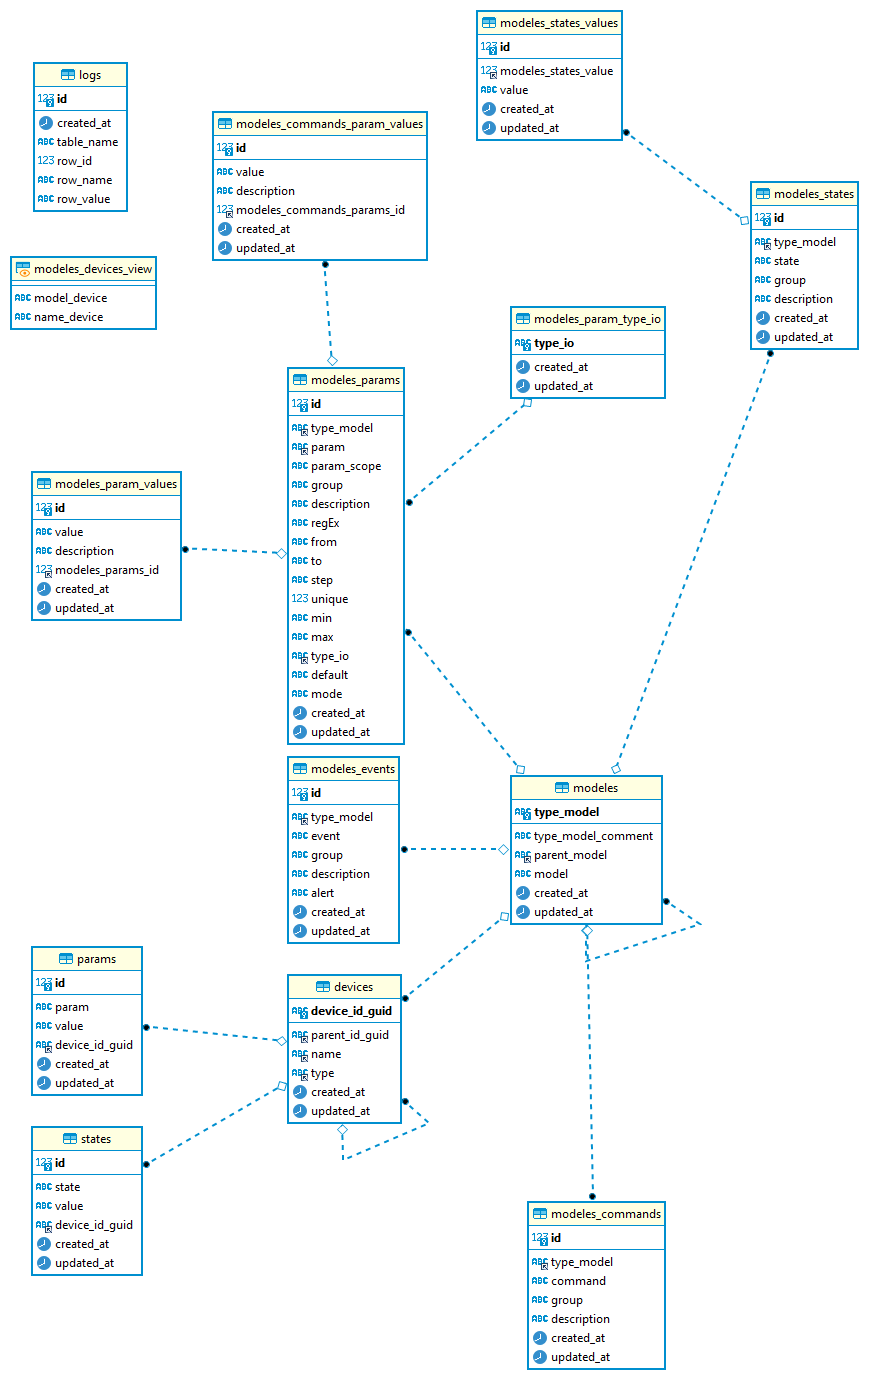 modeles_states_values
id
modeles_states_value
value
created_at
updated_at
logs
id
created_at
table_name
row_id
row_name
row_value
modeles_commands_param_values
id
value
description
modeles_commands_params_id
created_at
updated_at
modeles_states
id
type_model
state
group
description
created_at
updated_at
modeles_devices_view
model_device
name_device
modeles_param_type_io
type_io
created_at
updated_at
modeles_params
id
type_model
param
param_scope
group
description
regEx
from
to
step
unique
min
max
type_io
default
mode
created_at
updated_at
modeles_param_values
id
value
description
modeles_params_id
created_at
updated_at
modeles_events
id
type_model
event
group
description
alert
created_at
updated_at
modeles
type_model
type_model_comment
parent_model
model
created_at
updated_at
params
id
param
value
device_id_guid
created_at
updated_at
devices
device_id_guid
parent_id_guid
name
type
created_at
updated_at
states
id
state
value
device_id_guid
created_at
updated_at
modeles_commands
id
type_model
command
group
description
created_at
updated_at